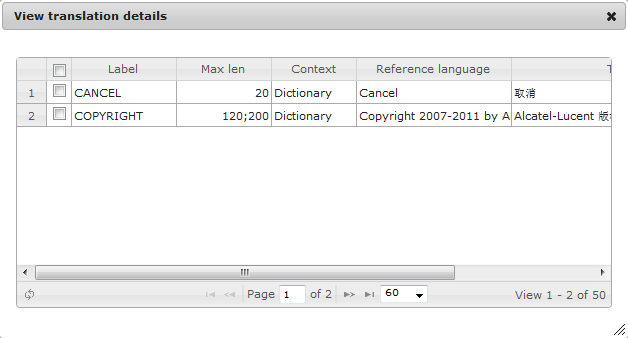 View translation details
Label Max len Context Reference language
1 CANCEL 20 Dictionary Cancel 取消
2 COPYRIGHT 120;200 Dictionary Copyright 2007-2011 by A Alcatel-Lucent 版
Page 1 of 2 60 View 1 - 2 of 50